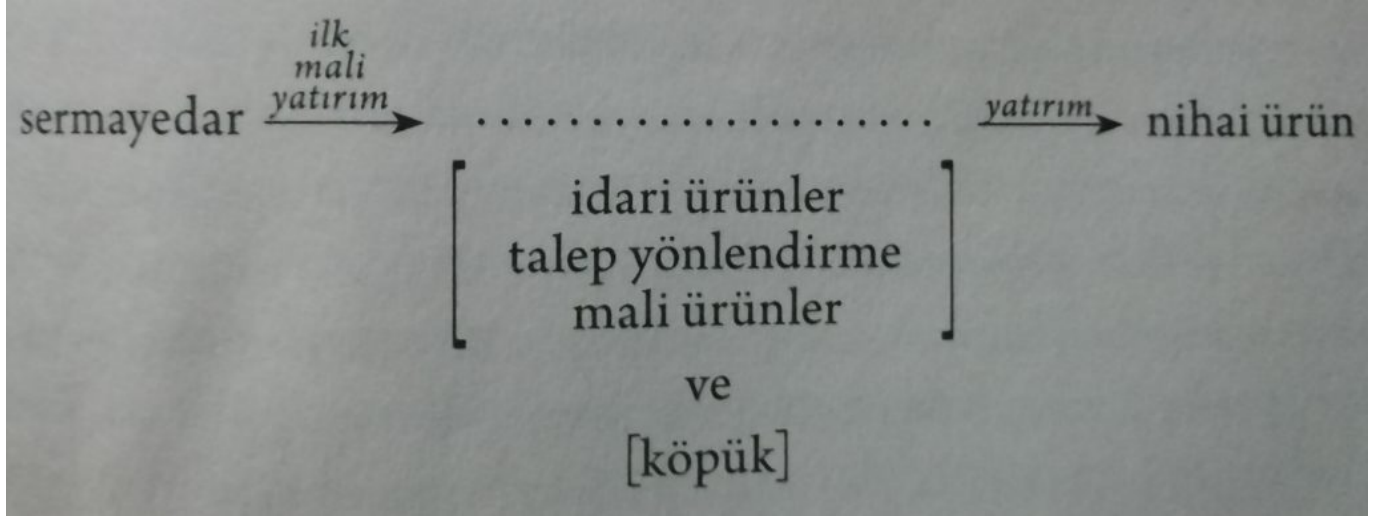 ilk
mali
yatırım
sermayedar
......................
yatırım
nihai ürün
idari ürünler
talep yönlendirme
mali ürünler
ve
[köpük]